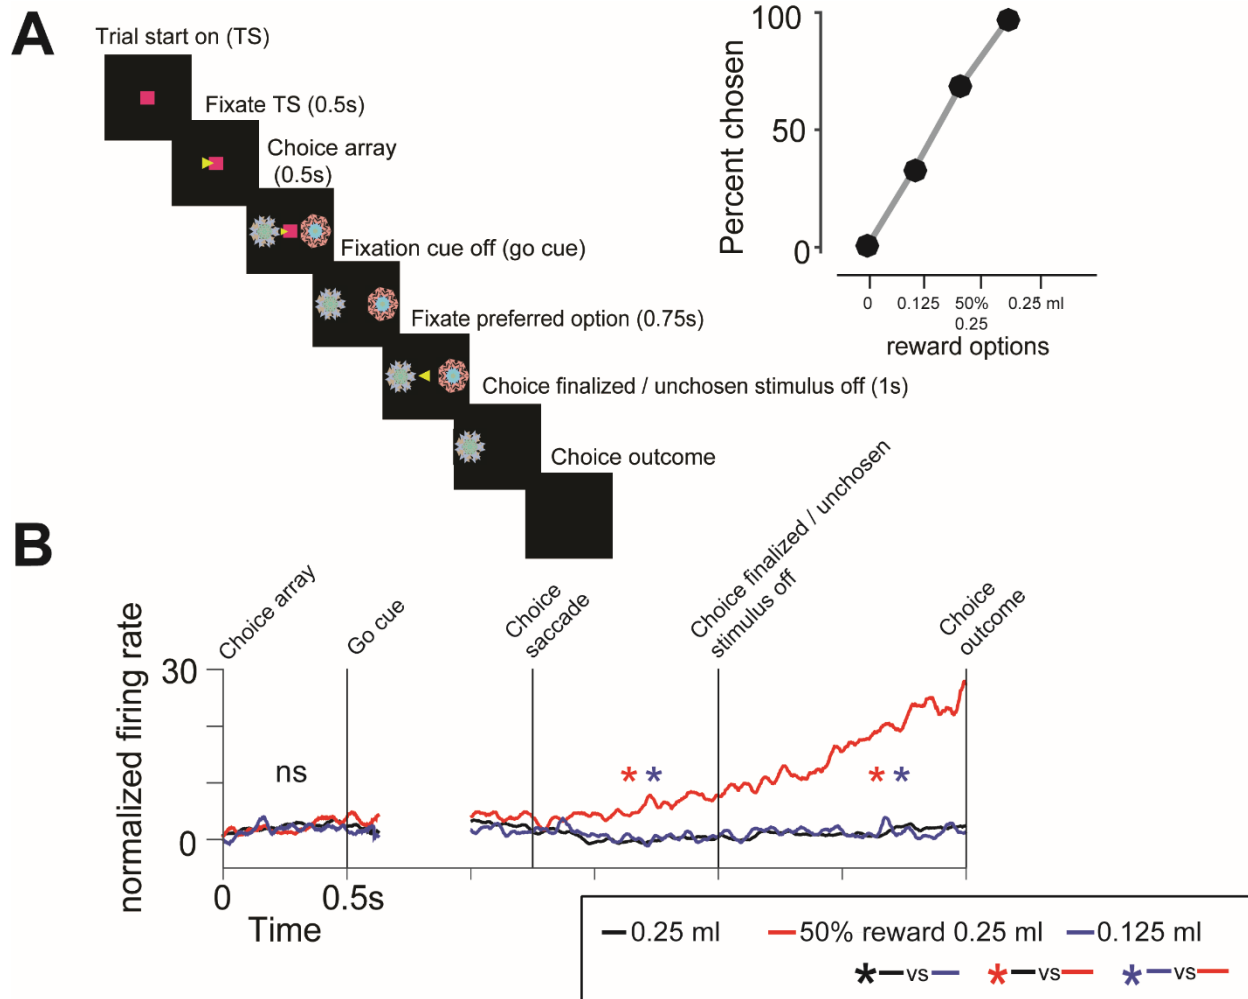 A
Trial start on (TS)
Fixate TS (0.5s)
Choice array
(0.5s)
Fixation cue off (go cue)
Fixate preferred option (0.75s)
Choice finalized / unchosen stimulus off (1s)
Choice outcome
Percent chosen
100
50
0
0
0.125
50%
0.25
0.25 ml
reward options
B
normalized firing rate
30
0
Choice array
Go cue
Choice
saccade
Choice finalized / unchosen
stimulus off
Choice
outcome
ns
* *
* *
0
0.5s
Time
0.25 ml
50% reward 0.25 ml
0.125 ml
* vs
* vs
* vs